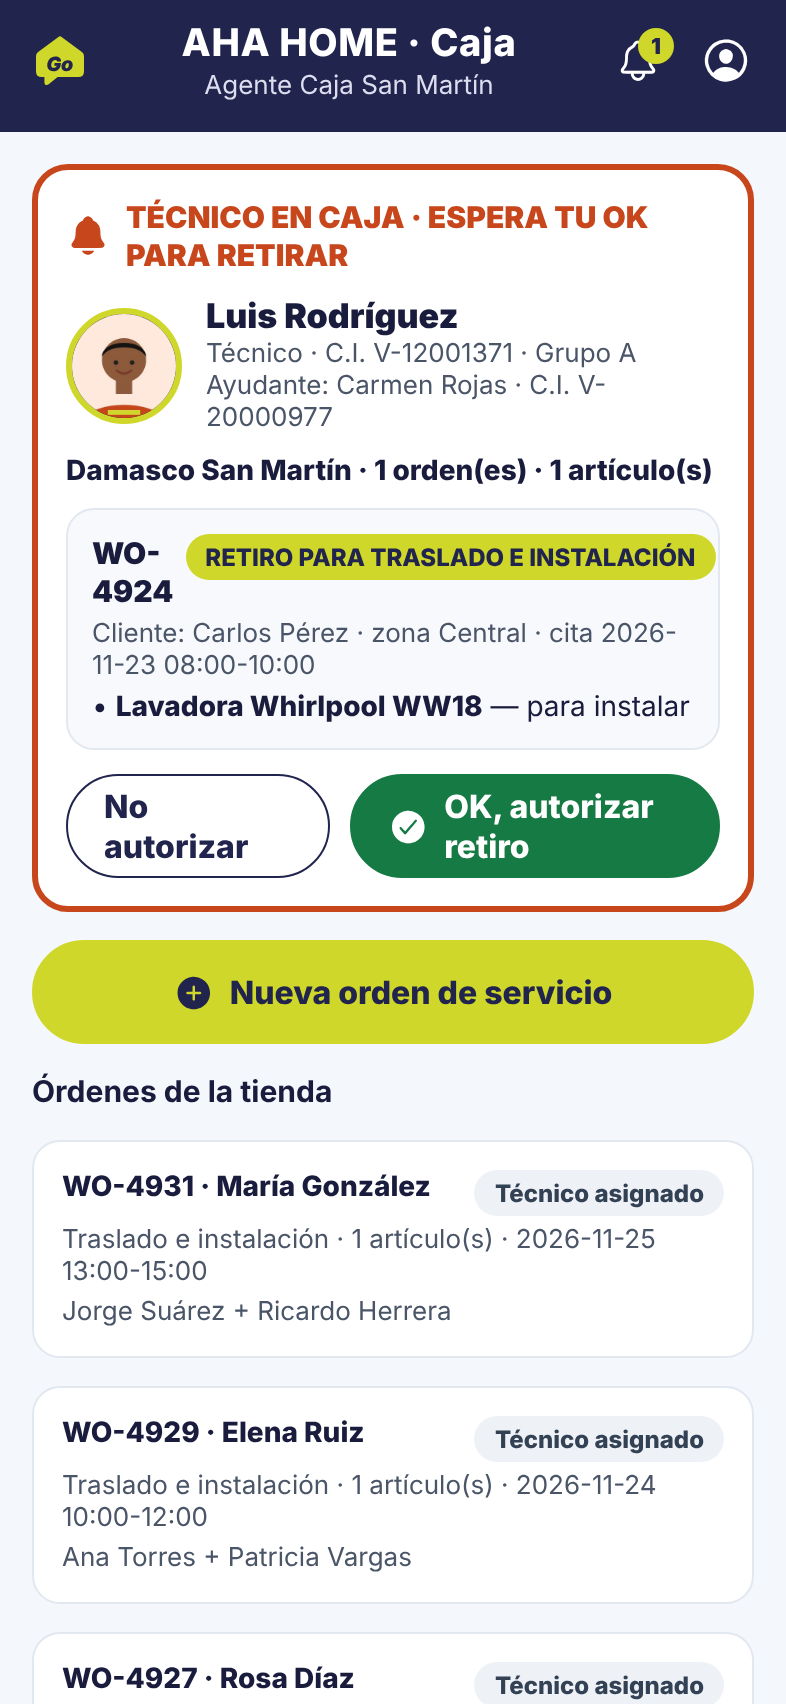 Go
AHA HOME · Caja
Agente Caja San Martín
1
TÉCNICO EN CAJA · ESPERA TU OK
PARA RETIRAR
Luis Rodríguez
Técnico · C.I. V-12001371 · Grupo A
Ayudante: Carmen Rojas · C.I. V-
20000977
Damasco San Martín · 1 orden(es) · 1 artículo(s)
WO-
4924
RETIRO PARA TRASLADO E INSTALACIÓN
Cliente: Carlos Pérez · zona Central · cita 2026-
11-23 08:00-10:00
• Lavadora Whirlpool WW18 — para instalar
No
autorizar
OK, autorizar
retiro
Nueva orden de servicio
Órdenes de la tienda
WO-4931 · María González
Técnico asignado
Traslado e instalación · 1 artículo(s) · 2026-11-25
13:00-15:00
Jorge Suárez + Ricardo Herrera
WO-4929 · Elena Ruiz
Técnico asignado
Traslado e instalación · 1 artículo(s) · 2026-11-24
10:00-12:00
Ana Torres + Patricia Vargas
WO-4927 · Rosa Díaz
Técnico asignado